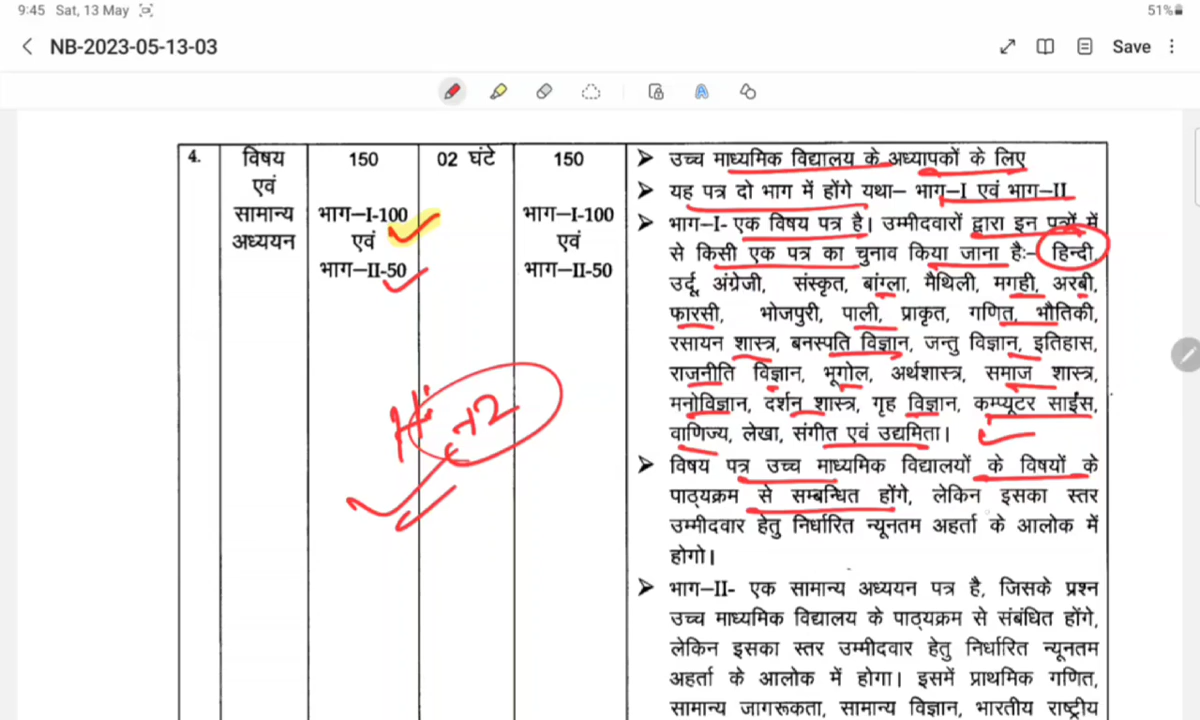 9:45 Sat, 13 May
51%
NB-2023-05-13-03
Save
4.
विषय
एवं
सामान्य
अध्ययन
150
भाग–I-100
एवं
भाग–II-50
02 घंटे
150
भाग–I-100
एवं
भाग–II-50
➢ उच्च माध्यमिक विद्यालय के अध्यापकों के लिए
➢ यह पत्र दो भाग में होंगे यथा– भाग–I एवं भाग–II
➢ भाग–I- एक विषय पत्र है। उम्मीदवारों द्वारा इन पत्रों में
से किसी एक पत्र का चुनाव किया जाना है:– हिन्दी,
उर्दू, अंग्रेजी, संस्कृत, बांग्ला, मैथिली, मगही, अरबी,
फारसी, भोजपुरी, पाली, प्राकृत, गणित, भौतिकी,
रसायन शास्त्र, बनस्पति विज्ञान, जन्तु विज्ञान, इतिहास,
राजनीति विज्ञान, भूगोल, अर्थशास्त्र, समाज शास्त्र,
मनोविज्ञान, दर्शन शास्त्र, गृह विज्ञान, कम्प्यूटर साईंस,
वाणिज्य, लेखा, संगीत एवं उद्यमिता।
➢ विषय पत्र उच्च माध्यमिक विद्यालयों के विषयों के
पाठ्यक्रम से सम्बन्धित होंगे, लेकिन इसका स्तर
उम्मीदवार हेतु निर्धारित न्यूनतम अहर्ता के आलोक में
होगो।
➢ भाग–II- एक सामान्य अध्ययन पत्र है, जिसके प्रश्न
उच्च माध्यमिक विद्यालय के पाठ्यक्रम से संबंधित होंगे,
लेकिन इसका स्तर उम्मीदवार हेतु निर्धारित न्यूनतम
अहर्ता के आलोक में होगा। इसमें प्राथमिक गणित,
सामान्य जागरूकता, सामान्य विज्ञान, भारतीय राष्ट्रीय
+2